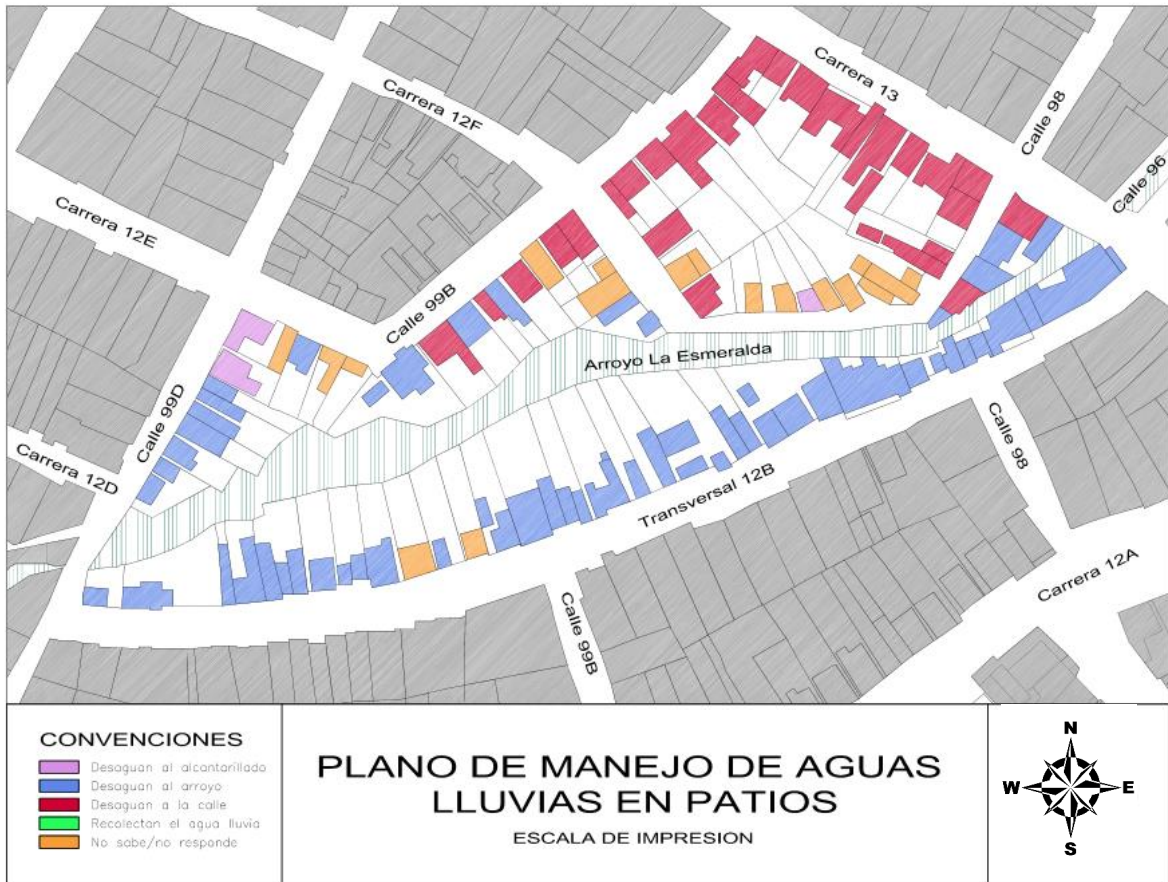 Carrera 13
Calle 98
Calle 96
Carrera 12F
Carrera 12E
Calle 99B
Arroyo La Esmeralda
Calle 99D
Carrera 12D
Calle 98
Transversal 12B
Carrera 12A
Calle 99B
CONVENCIONES
Desaguan al alcantarillado
Desaguan al arroyo
Desaguan a la calle
Recolectan el agua lluvia
No sabe/no responde
PLANO DE MANEJO DE AGUAS
LLUVIAS EN PATIOS
ESCALA DE IMPRESION
N
W
E
S